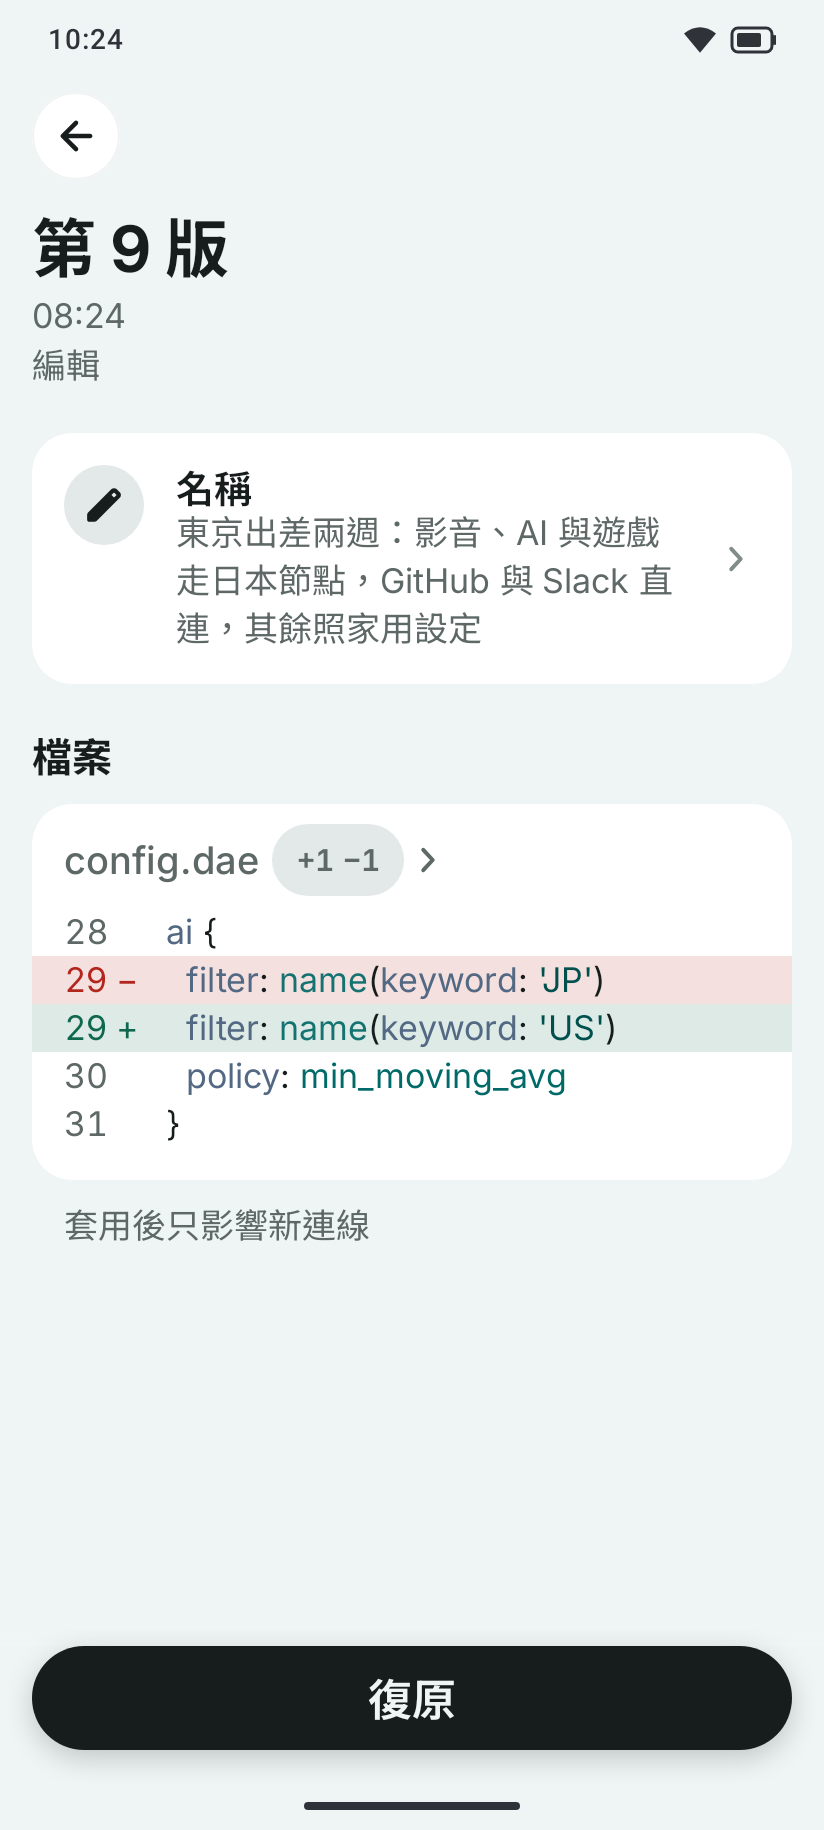 10:24
第 9 版
08:24
編輯
名稱
東京出差兩週：影音、AI 與遊戲
走日本節點，GitHub 與 Slack 直
連，其餘照家用設定
檔案
config.dae +1 −1
28 ai {
29 − filter: name(keyword: 'JP')
29 + filter: name(keyword: 'US')
30 policy: min_moving_avg
31 }
套用後只影響新連線
復原